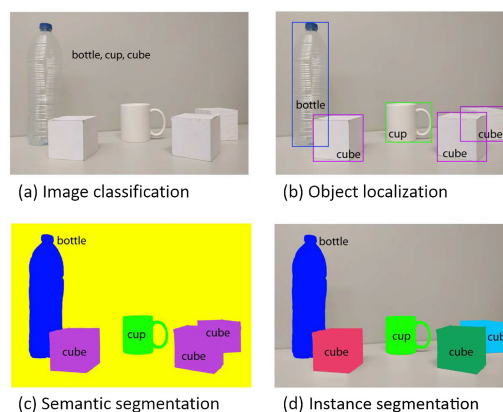 bottle, cup, cube
(a) Image classification
bottle
cup
cube
cube
cube
(b) Object localization
bottle
cup
cube
cube
cube
(c) Semantic segmentation
bottle
cup
cube
cube
cub
(d) Instance segmentation